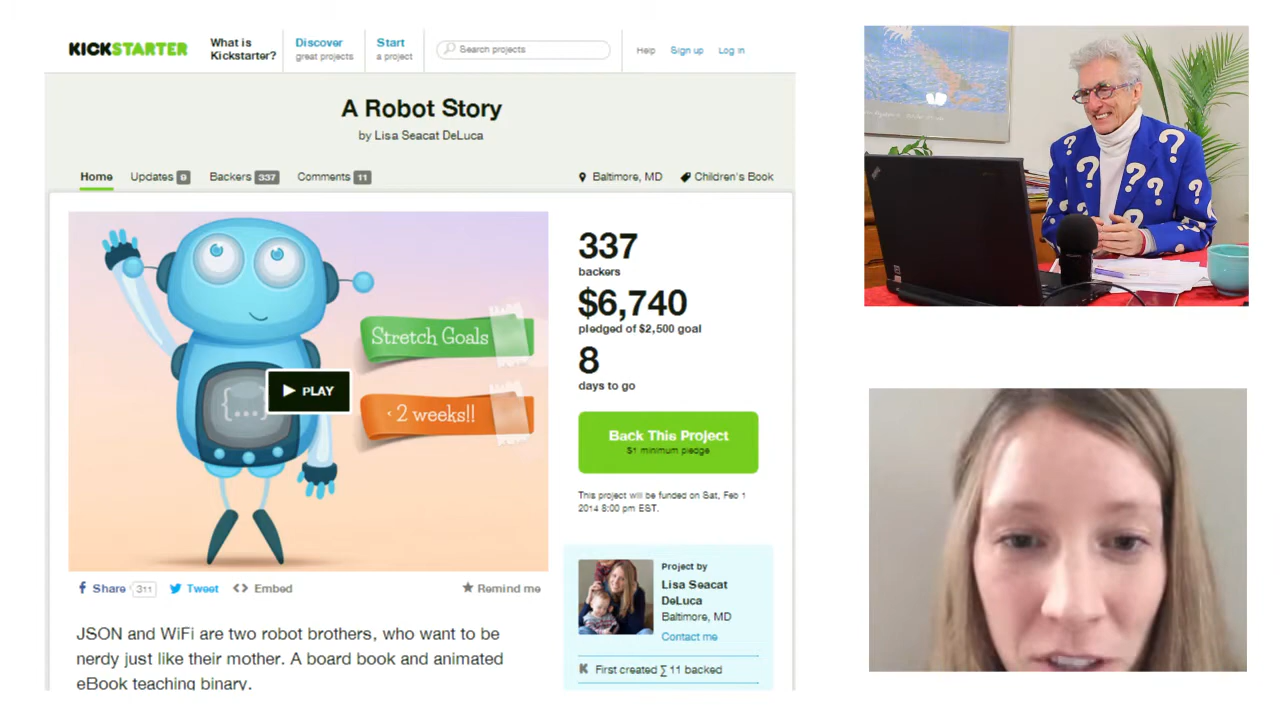 KICKSTARTER
What is
Kickstarter?
Discover
great projects
Start
a project
Search projects
Help
Sign up
Log in
A Robot Story
by Lisa Seacat DeLuca
Home
Updates 9
Backers 337
Comments 11
Baltimore, MD
Children's Book
Stretch Goals
{...}
PLAY
< 2 weeks!!
337
backers
$6,740
pledged of $2,500 goal
8
days to go
Back This Project
$1 minimum pledge
This project will be funded on Sat, Feb 1
2014 8:00 pm EST.
Share 311
Tweet
Embed
Remind me
JSON and WiFi are two robot brothers, who want to be
nerdy just like their mother. A board book and animated
eBook teaching binary.
Project by
Lisa Seacat
DeLuca
Baltimore, MD
Contact me
K First created ∑ 11 backed
? ? ? ? ? ? ?